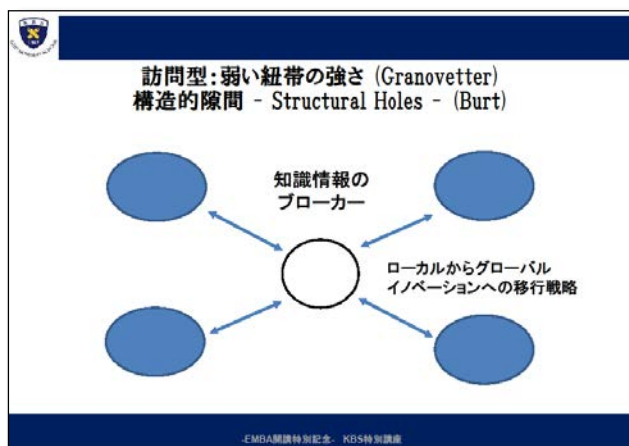 訪問型：弱い紐帯の強さ (Granovetter)
構造的隙間 - Structural Holes - (Burt)
知識情報の
ブローカー
ローカルからグローバル
イノベーションへの移行戦略
-EMBA開講特別記念- KBS特別講座